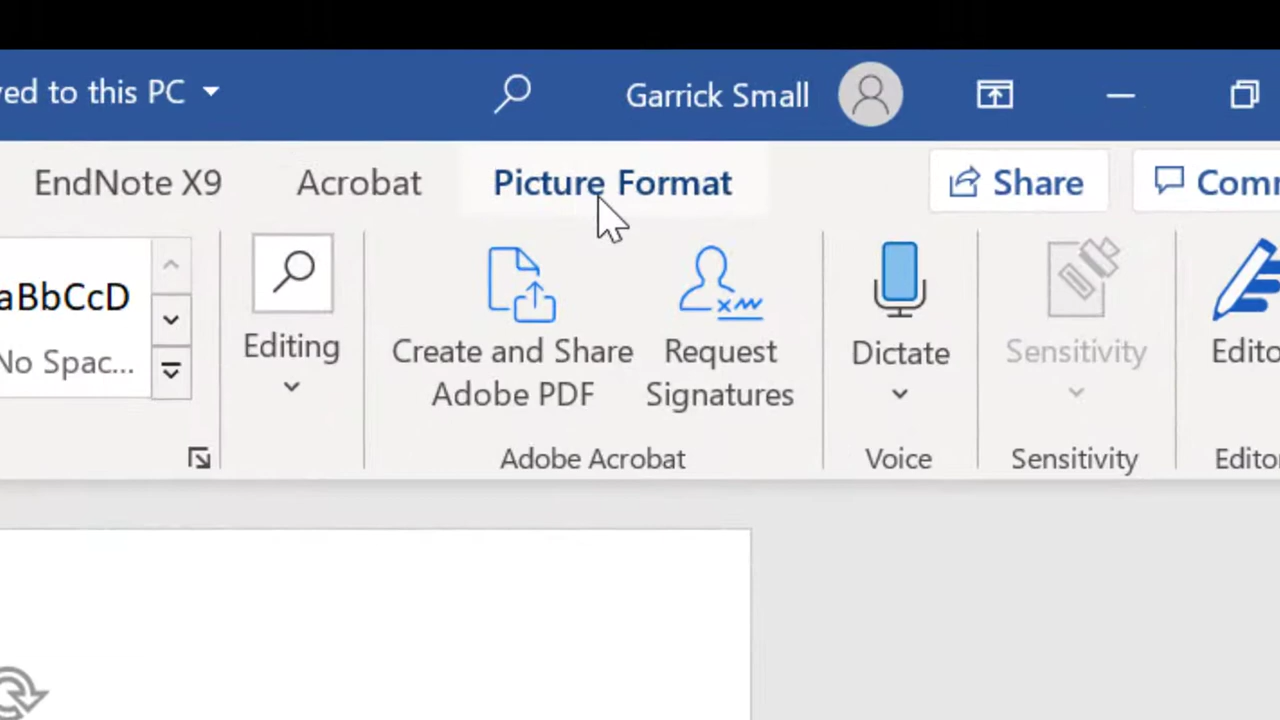 ved to this PC
Garrick Small
EndNote X9
Acrobat
Picture Format
Share
Comm
aBbCcD
No Spac...
Editing
Create and Share
Adobe PDF
Request
Signatures
Dictate
Sensitivity
Edito
Adobe Acrobat
Voice
Sensitivity
Editor